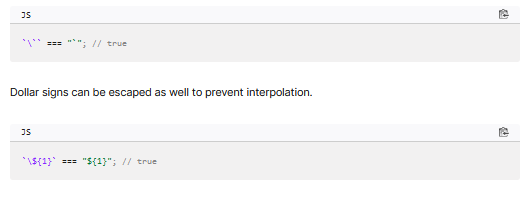 JS
`\`` === "`"; // true
Dollar signs can be escaped as well to prevent interpolation.
JS
`\${1}` === "${1}"; // true